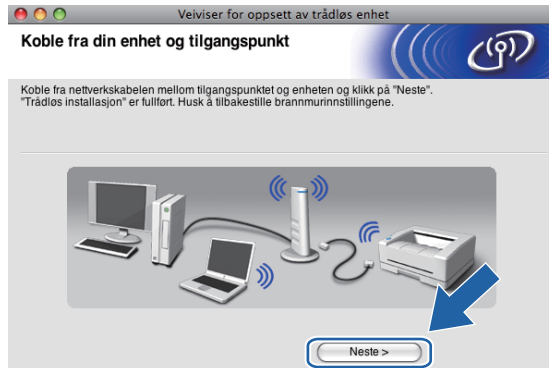 Veiviser for oppsett av trådløs enhet
Koble fra din enhet og tilgangspunkt
Koble fra nettverkskabelen mellom tilgangspunktet og enheten og klikk på "Neste".
"Trådløs installasjon" er fullført. Husk å tilbakestille brannmurinnstillingene.
Neste >